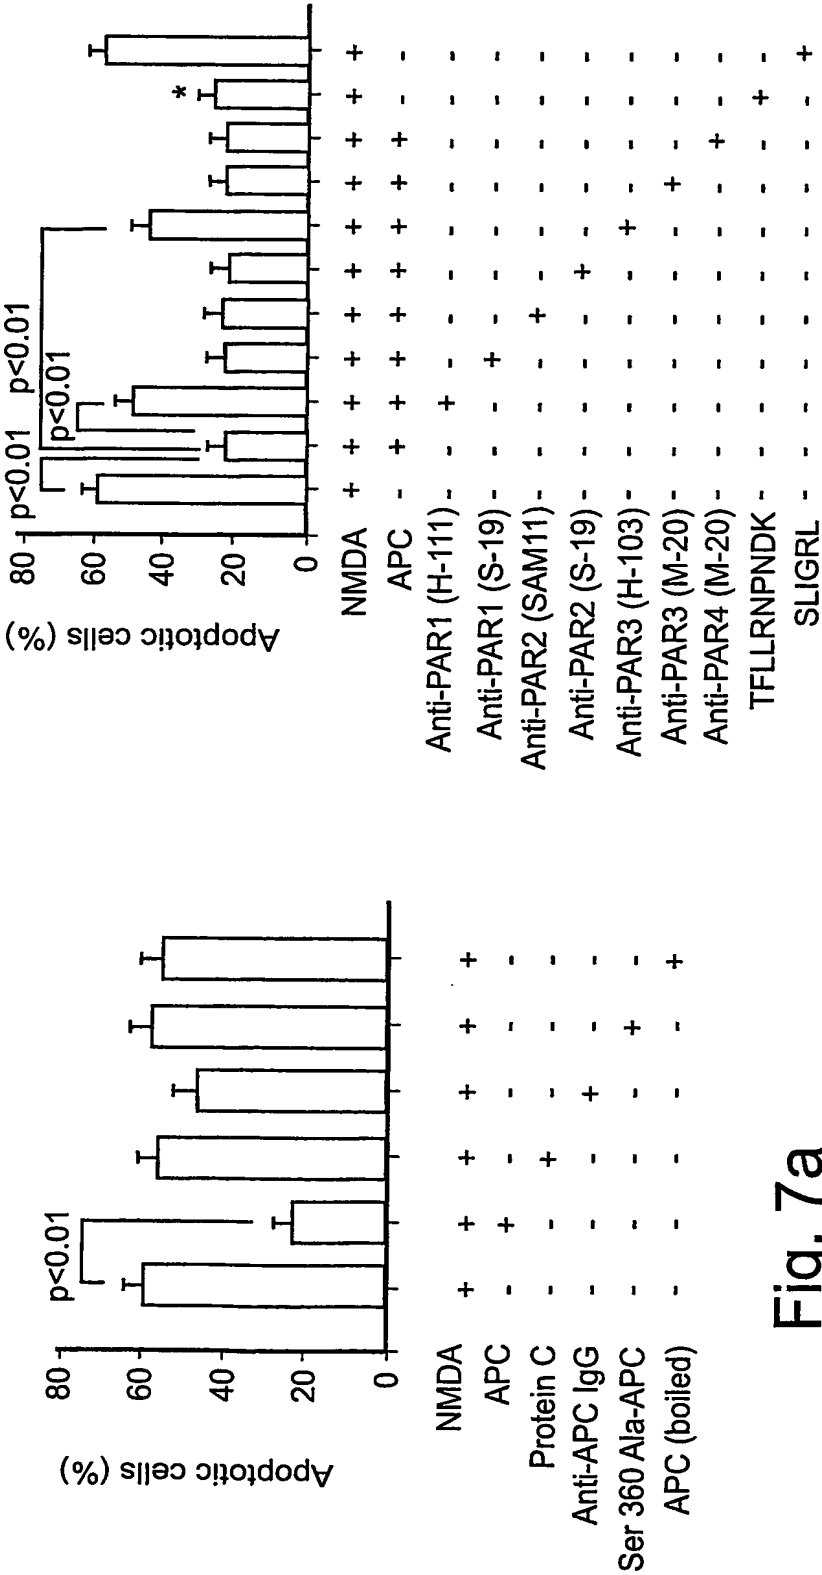 p<0.01
Apoptotic cells (%)
80
60
40
20
0
NMDA + + + + + +
APC - + - - - -
Protein C - - + - - -
Anti-APC IgG - - - + - -
Ser 360 Ala-APC - - - - + -
APC (boiled) - - - - - +
p<0.01
p<0.01
p<0.01
*
Apoptotic cells (%)
80
60
40
20
0
NMDA + + + + + + + + + + +
APC - + + + + + + + + - -
Anti-PAR1 (H-111) - - + - - - - - - - -
Anti-PAR1 (S-19) - - - + - - - - - - -
Anti-PAR2 (SAM11) - - - - + - - - - - -
Anti-PAR2 (S-19) - - - - - + - - - - -
Anti-PAR3 (H-103) - - - - - - + - - - -
Anti-PAR3 (M-20) - - - - - - - + - - -
Anti-PAR4 (M-20) - - - - - - - - + - -
TFLLRNPNDK - - - - - - - - - + -
SLIGRL - - - - - - - - - - +
Fig. 7a